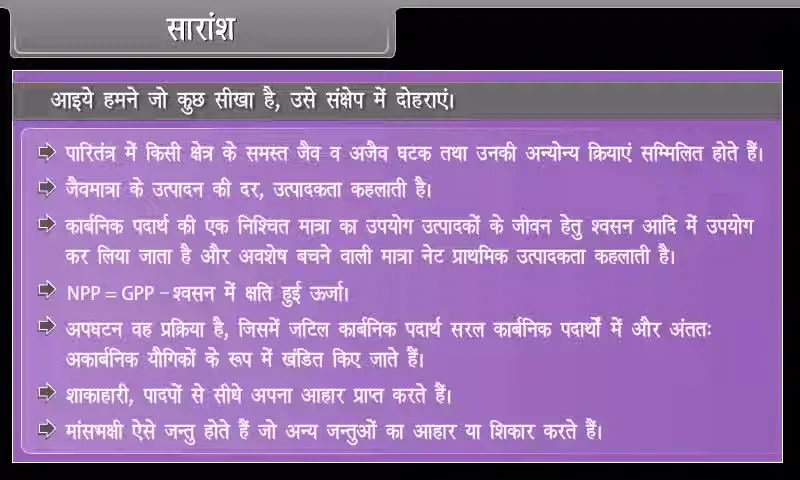 सारांश
आइये हमने जो कुछ सीखा है, उसे संक्षेप में दोहराएं।
पारितंत्र में किसी क्षेत्र के समस्त जैव व अजैव घटक तथा उनकी अन्योन्य क्रियाएं सम्मिलित होते हैं।
जैवमात्रा के उत्पादन की दर, उत्पादकता कहलाती है।
कार्बनिक पदार्थ की एक निश्चित मात्रा का उपयोग उत्पादकों के जीवन हेतु श्वसन आदि में उपयोग
कर लिया जाता है और अवशेष बचने वाली मात्रा नेट प्राथमिक उत्पादकता कहलाती है।
NPP = GPP – श्वसन में क्षति हुई ऊर्जा।
अपघटन वह प्रक्रिया है, जिसमें जटिल कार्बनिक पदार्थ सरल कार्बनिक पदार्थों में और अंततः
अकार्बनिक यौगिकों के रूप में खंडित किए जाते हैं।
शाकाहारी, पादपों से सीधे अपना आहार प्राप्त करते हैं।
मांसभक्षी ऐसे जन्तु होते हैं जो अन्य जन्तुओं का आहार या शिकार करते हैं।